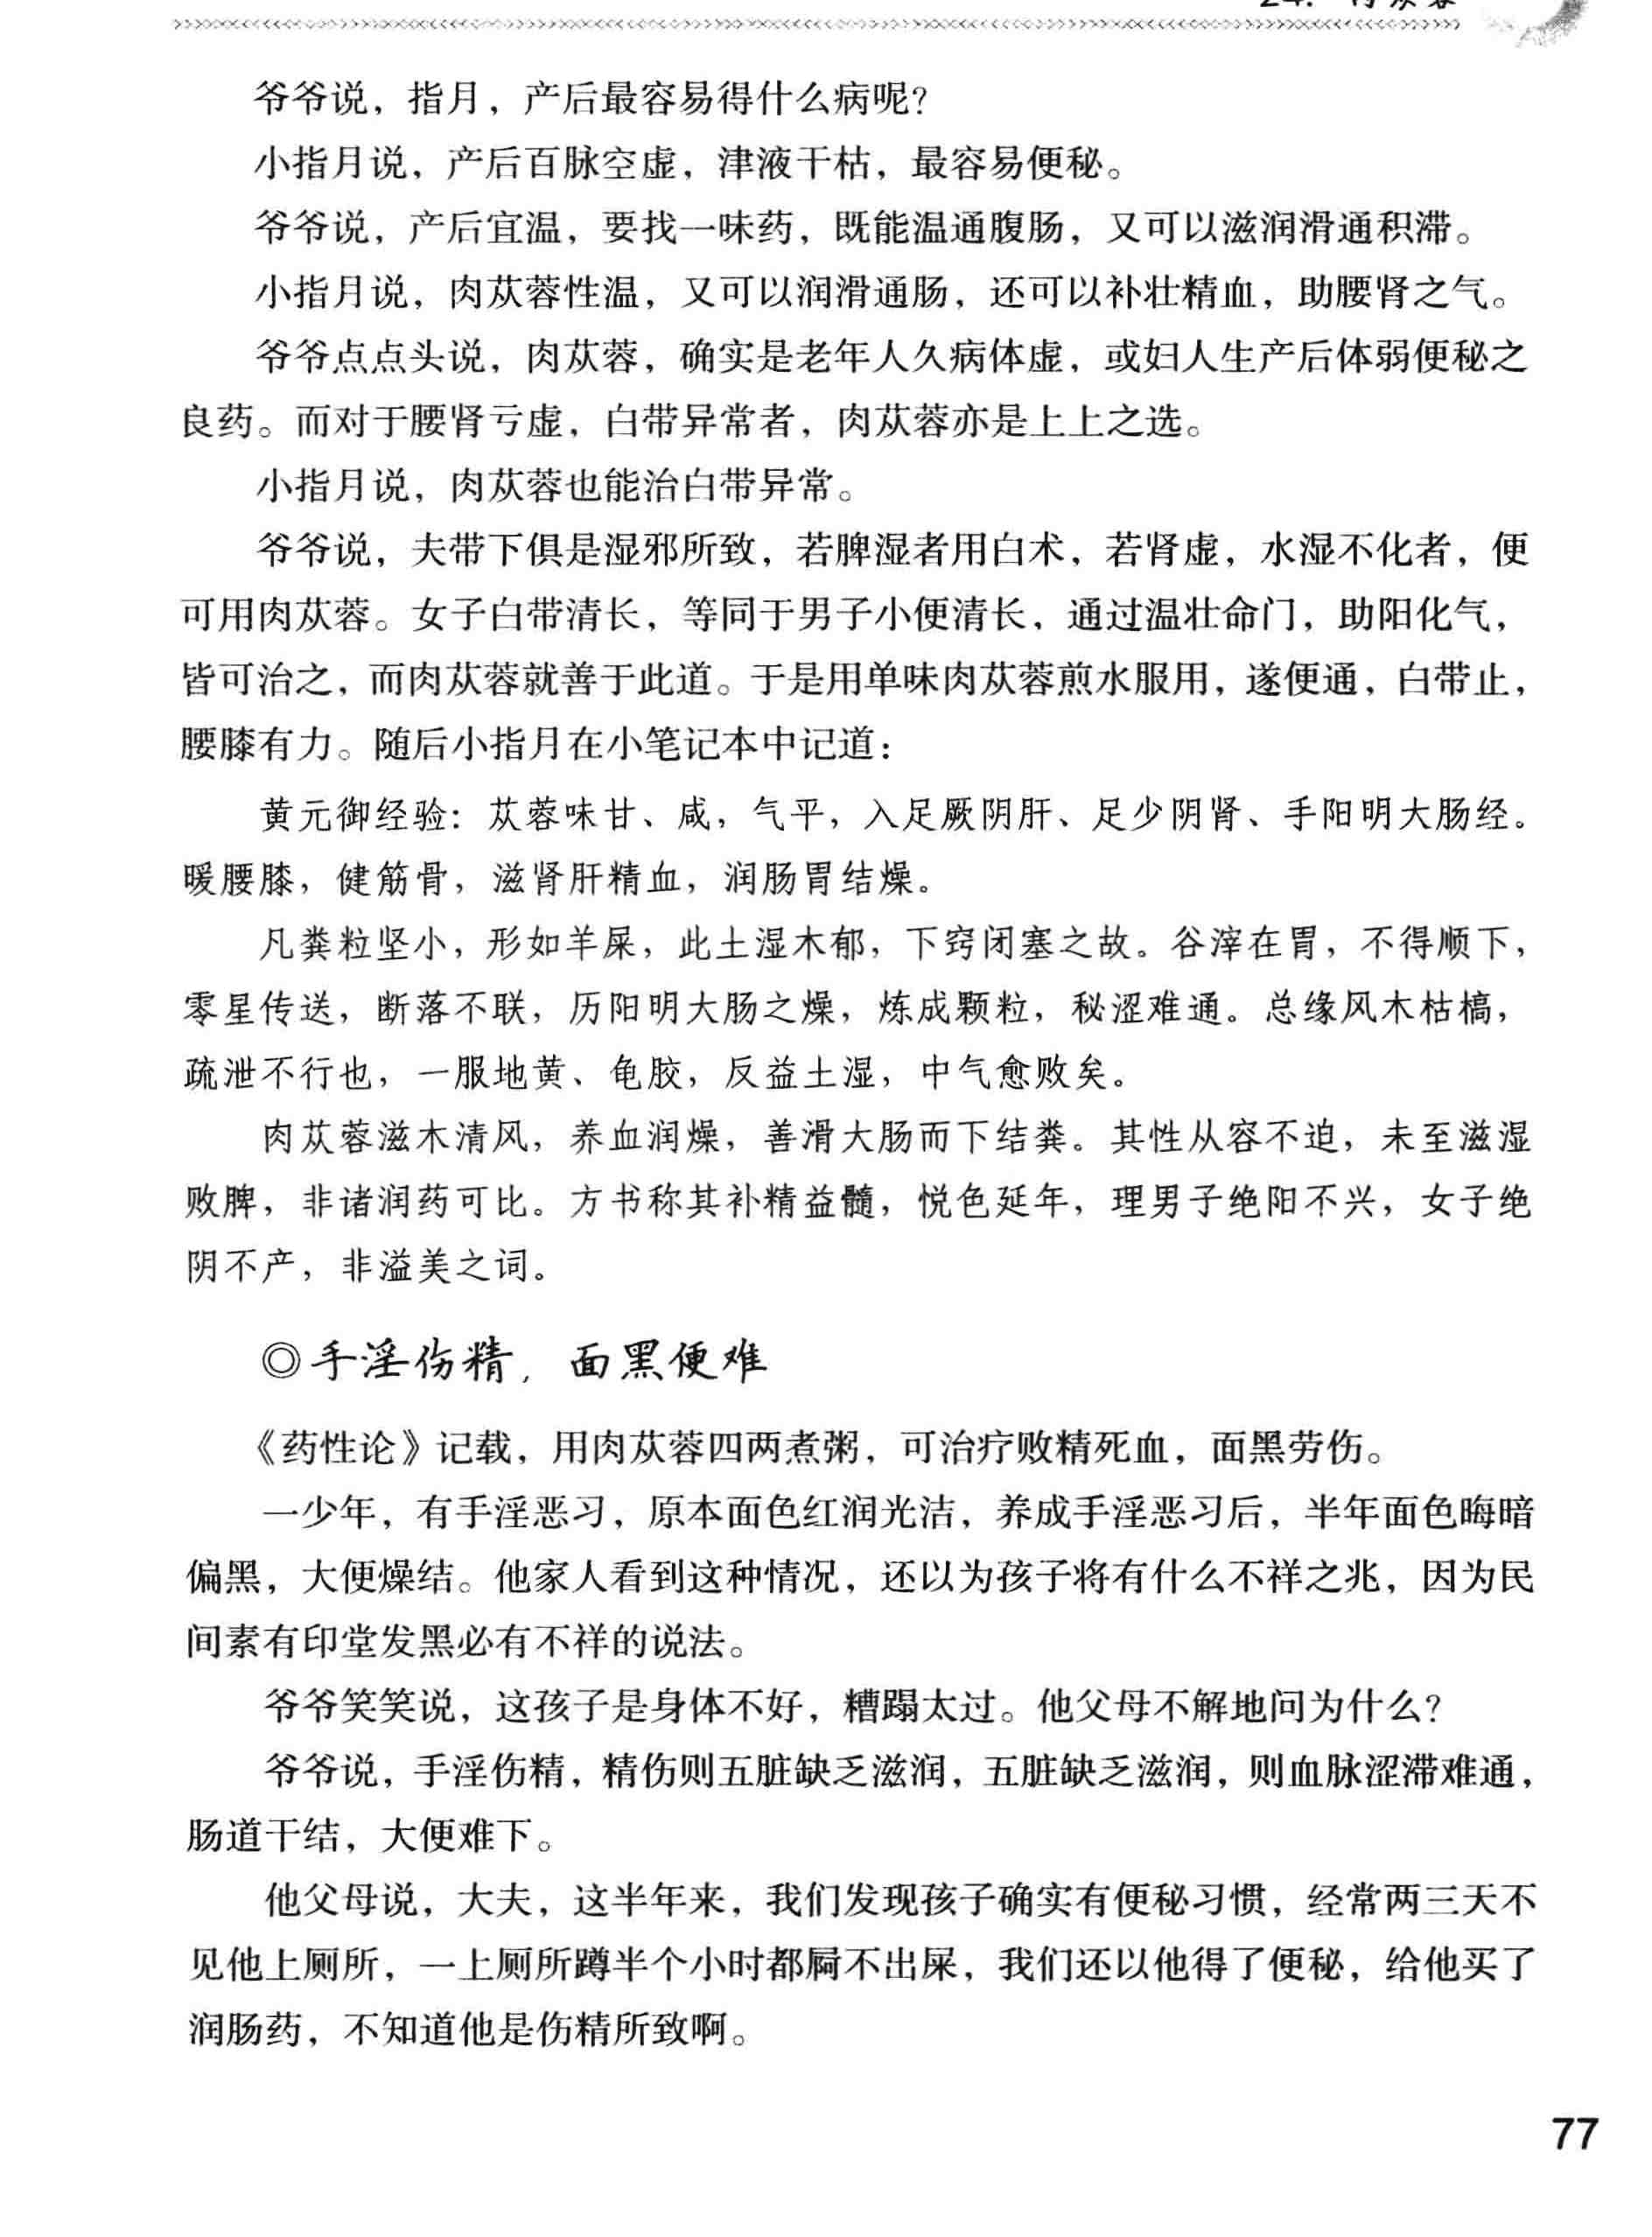 爷爷说，指月，产后最容易得什么病呢？
小指月说，产后百脉空虚，津液干枯，最容易便秘。
爷爷说，产后宜温，要找一味药，既能温通腹肠，又可以滋润滑通积滞。
小指月说，肉苁蓉性温，又可以润滑通肠，还可以补壮精血，助腰肾之气。
爷爷点点头说，肉苁蓉，确实是老年人久病体虚，或妇人生产后体弱便秘之
良药。而对于腰肾亏虚，白带异常者，肉苁蓉亦是上上之选。
小指月说，肉苁蓉也能治白带异常。
爷爷说，夫带下俱是湿邪所致，若脾湿者用白术，若肾虚，水湿不化者，便
可用肉苁蓉。女子白带清长，等同于男子小便清长，通过温壮命门，助阳化气，
皆可治之，而肉苁蓉就善于此道。于是用单味肉苁蓉煎水服用，遂便通，白带止，
腰膝有力。随后小指月在小笔记本中记道：
黄元御经验：苁蓉味甘、咸，气平，入足厥阴肝、足少阴肾、手阳明大肠经。
暖腰膝，健筋骨，滋肾肝精血，润肠胃结燥。
凡粪粒坚小，形如羊屎，此土湿木郁，下窍闭塞之故。谷滓在胃，不得顺下，
零星传送，断落不联，历阳明大肠之燥，炼成颗粒，秘涩难通。总缘风木枯槁，
疏泄不行也，一服地黄、龟胶，反益土湿，中气愈败矣。
肉苁蓉滋木清风，养血润燥，善滑大肠而下结粪。其性从容不迫，未至滋湿
败脾，非诸润药可比。方书称其补精益髓，悦色延年，理男子绝阳不兴，女子绝
阴不产，非溢美之词。
◎手淫伤精，面黑便难
《药性论》记载，用肉苁蓉四两煮粥，可治疗败精死血，面黑劳伤。
一少年，有手淫恶习，原本面色红润光洁，养成手淫恶习后，半年面色晦暗
偏黑，大便燥结。他家人看到这种情况，还以为孩子将有什么不祥之兆，因为民
间素有印堂发黑必有不祥的说法。
爷爷笑笑说，这孩子是身体不好，糟蹋太过。他父母不解地问为什么？
爷爷说，手淫伤精，精伤则五脏缺乏滋润，五脏缺乏滋润，则血脉涩滞难通，
肠道干结，大便难下。
他父母说，大夫，这半年来，我们发现孩子确实有便秘习惯，经常两三天不
见他上厕所，一上厕所蹲半个小时都屙不出屎，我们还以他得了便秘，给他买了
润肠药，不知道他是伤精所致啊。
77